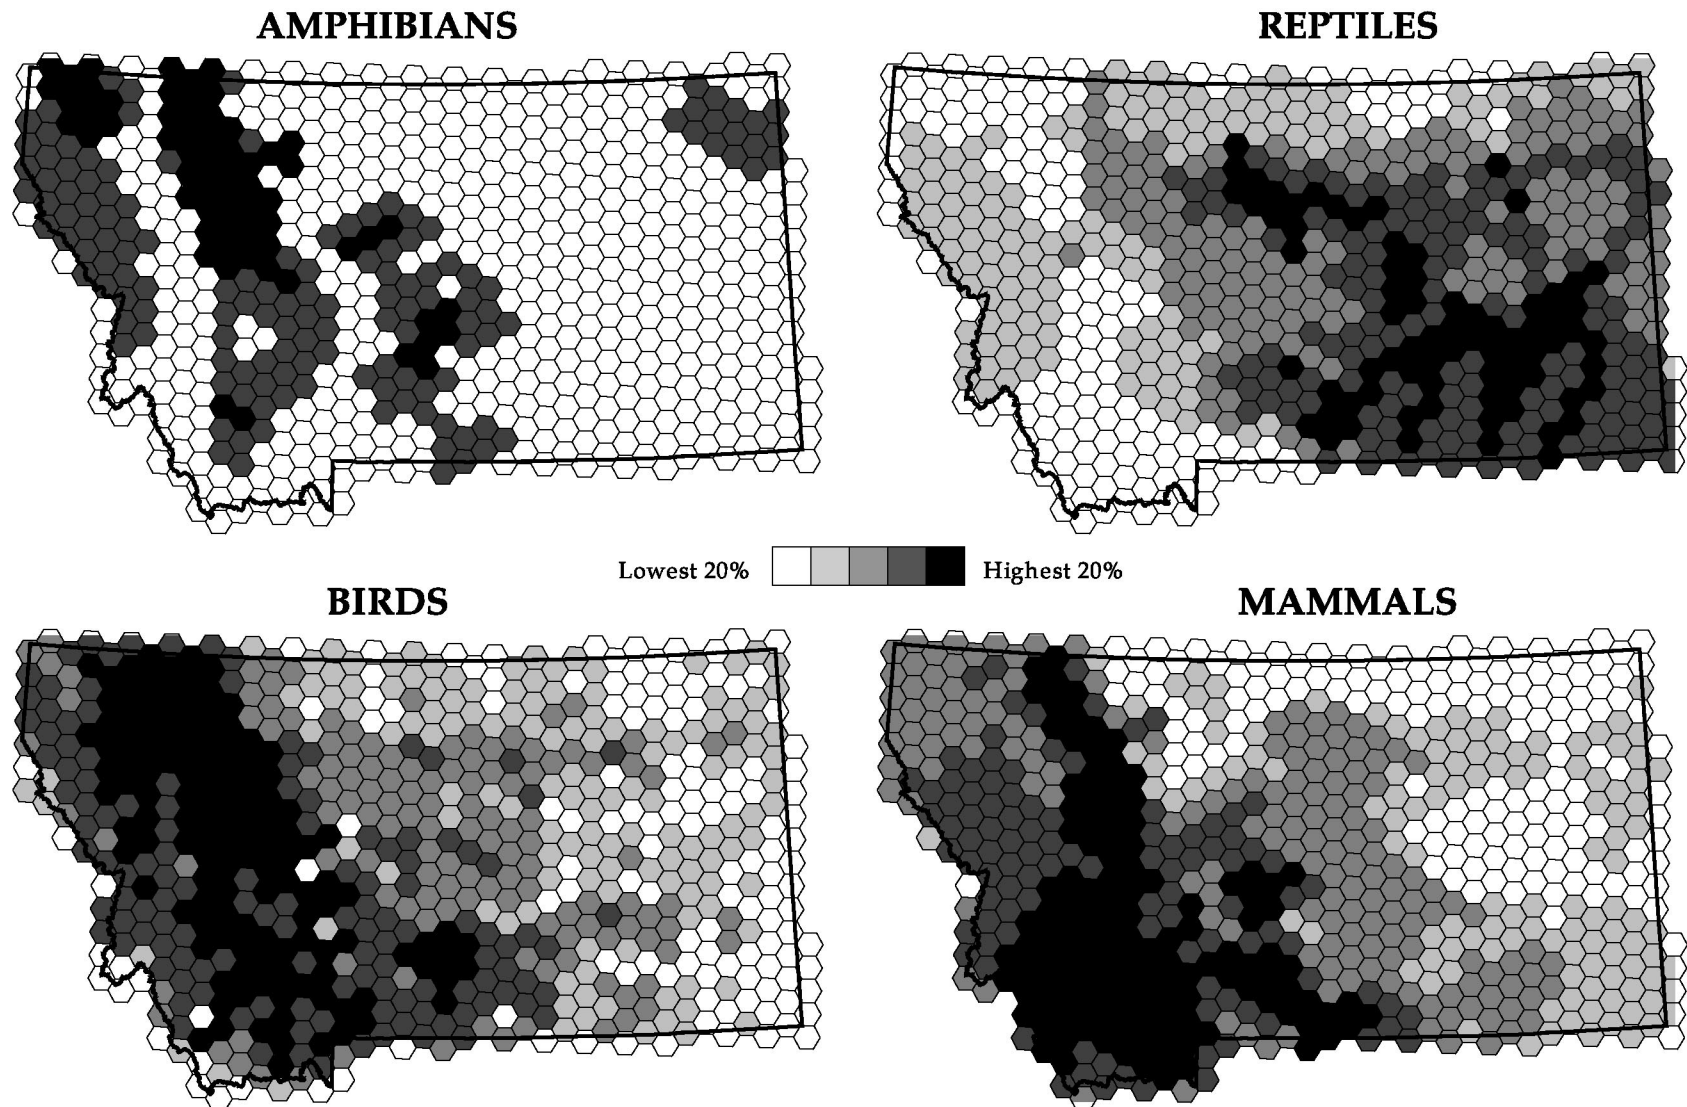 AMPHIBIANS
REPTILES
Lowest 20%
Highest 20%
BIRDS
MAMMALS